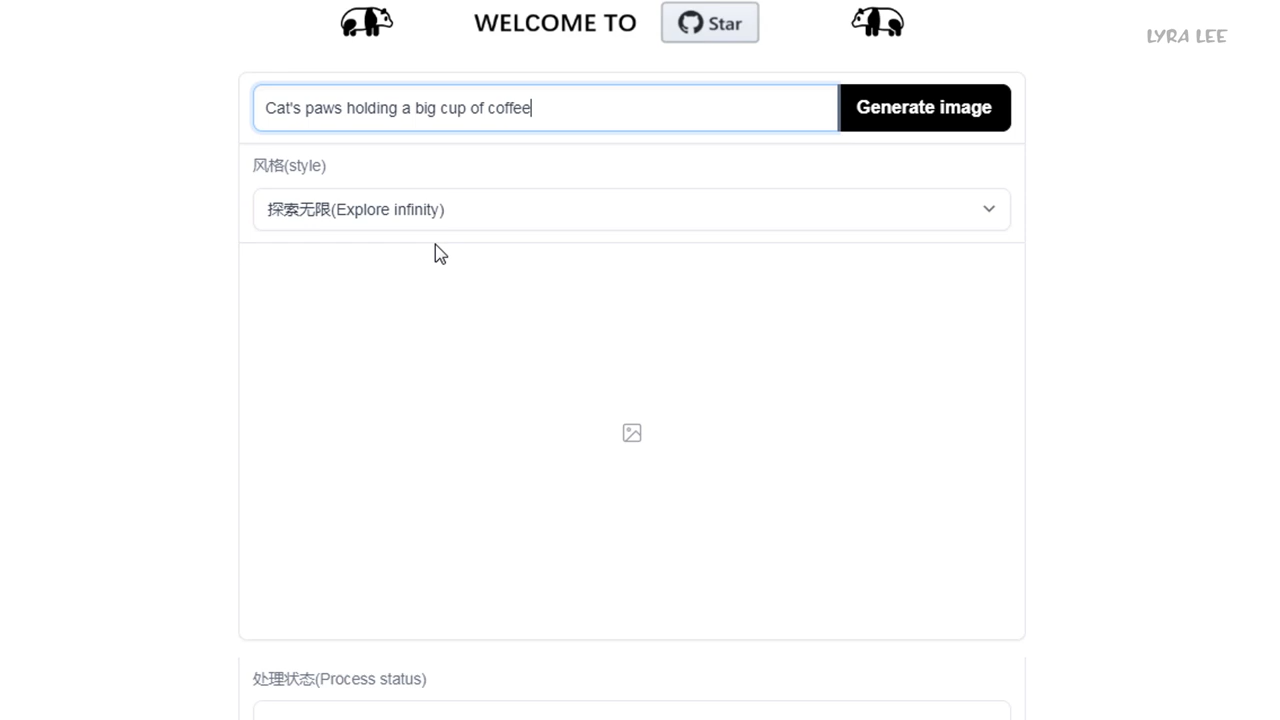 WELCOME TO Star
LYRA LEE
Cat's paws holding a big cup of coffee Generate image
风格(style)
探索无限(Explore infinity)
处理状态(Process status)